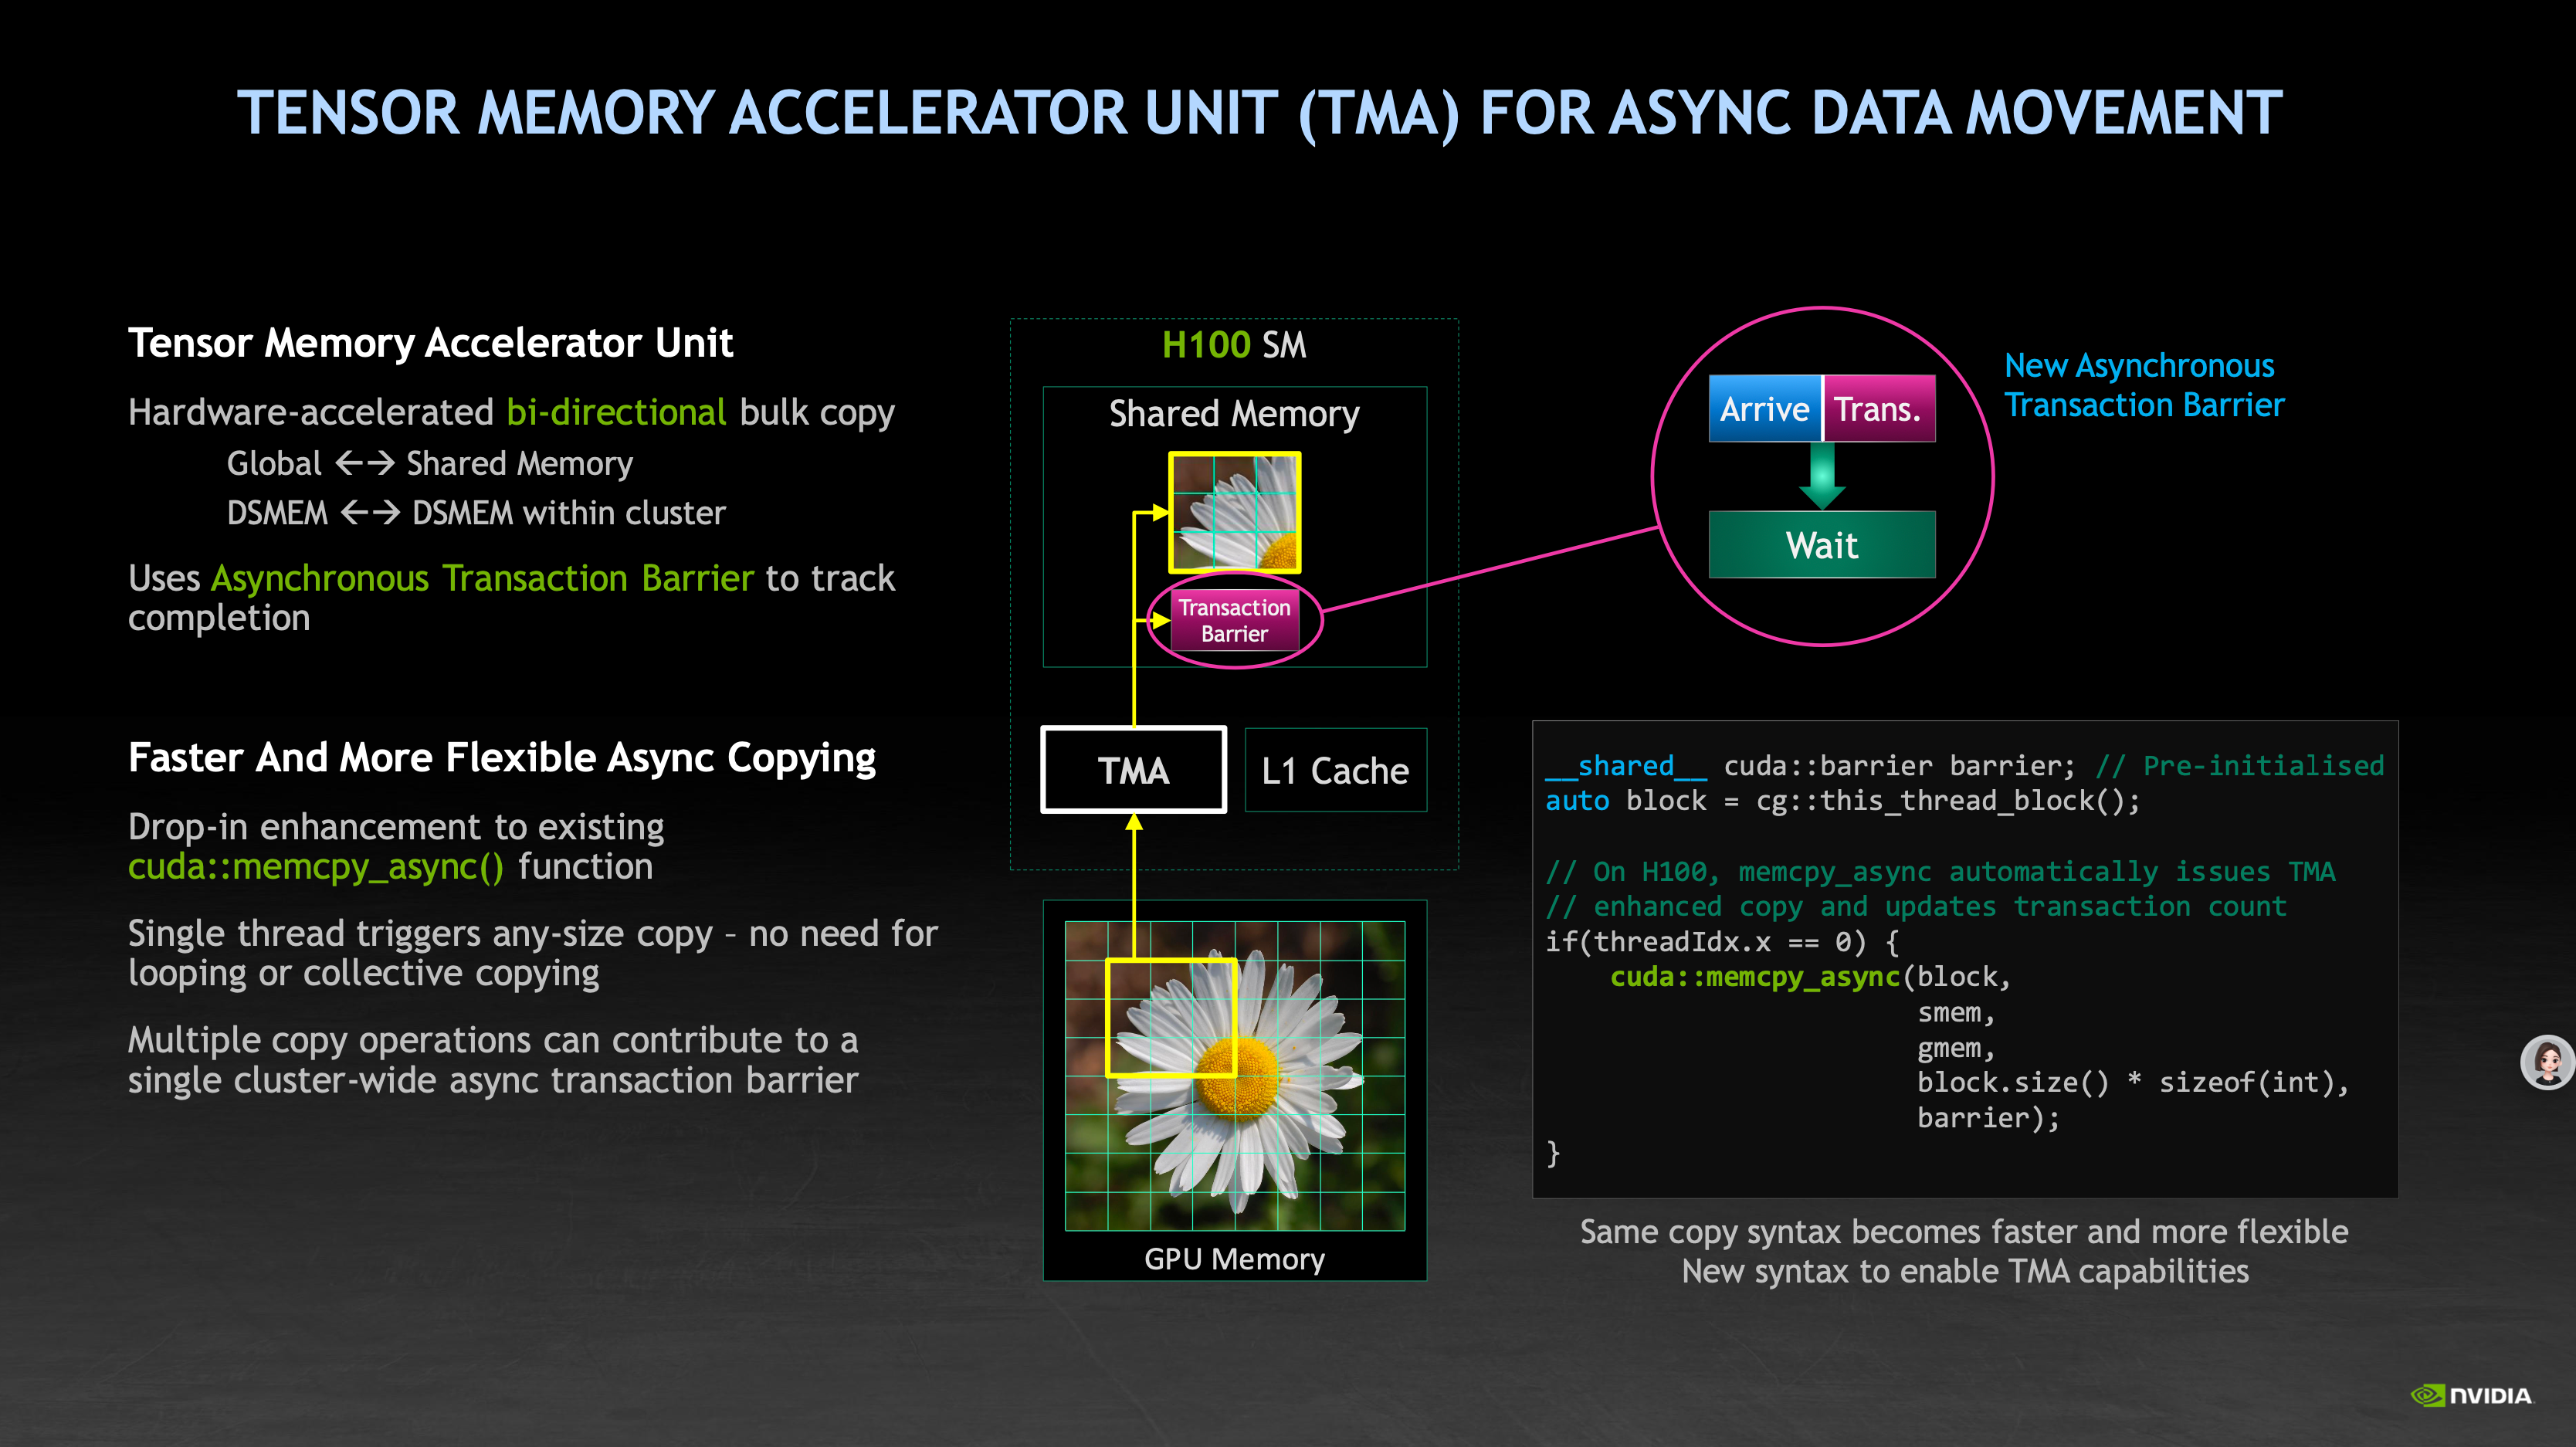 TENSOR MEMORY ACCELERATOR UNIT (TMA) FOR ASYNC DATA MOVEMENT
Tensor Memory Accelerator Unit
Hardware-accelerated bi-directional bulk copy
Global ←→ Shared Memory
DSMEM ←→ DSMEM within cluster
Uses Asynchronous Transaction Barrier to track
completion
Faster And More Flexible Async Copying
Drop-in enhancement to existing
cuda::memcpy_async() function
Single thread triggers any-size copy – no need for
looping or collective copying
Multiple copy operations can contribute to a
single cluster-wide async transaction barrier
H100 SM
Shared Memory
Transaction
Barrier
TMA
L1 Cache
GPU Memory
Arrive
Trans.
Wait
New Asynchronous
Transaction Barrier
__shared__ cuda::barrier barrier; // Pre-initialised
auto block = cg::this_thread_block();
// On H100, memcpy_async automatically issues TMA
// enhanced copy and updates transaction count
if(threadIdx.x == 0) {
    cuda::memcpy_async(block,
                       smem,
                       gmem,
                       block.size() * sizeof(int),
                       barrier);
}
Same copy syntax becomes faster and more flexible
New syntax to enable TMA capabilities
NVIDIA